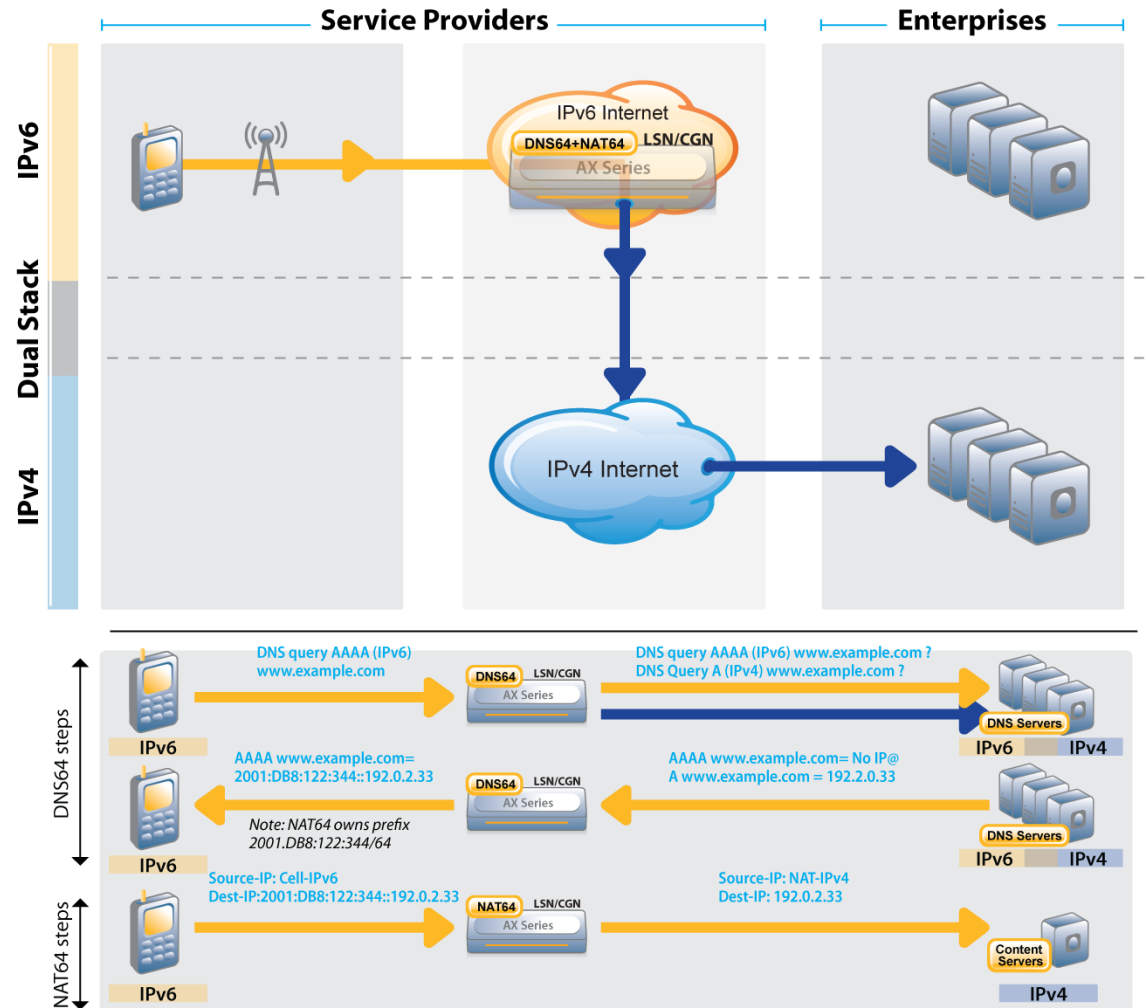 Service Providers
Enterprises
IPv6
Dual Stack
IPv4
IPv6 Internet
DNS64+NAT64
LSN/CGN
AX Series
IPv4 Internet
DNS64 steps
DNS query AAAA (IPv6)
www.example.com
DNS64
LSN/CGN
AX Series
DNS query AAAA (IPv6) www.example.com ?
DNS Query A (IPv4) www.example.com ?
DNS Servers
IPv6
IPv6
IPv4
AAAA www.example.com=
2001:DB8:122:344::192.0.2.33
Note: NAT64 owns prefix
2001.DB8:122:344/64
DNS64
LSN/CGN
AX Series
AAAA www.example.com= No IP@
A www.example.com = 192.2.0.33
DNS Servers
IPv6
IPv6
IPv4
NAT64 steps
Source-IP: Cell-IPv6
Dest-IP:2001:DB8:122:344::192.0.2.33
NAT64
LSN/CGN
AX Series
Source-IP: NAT-IPv4
Dest-IP: 192.0.2.33
Content
Servers
IPv6
IPv4